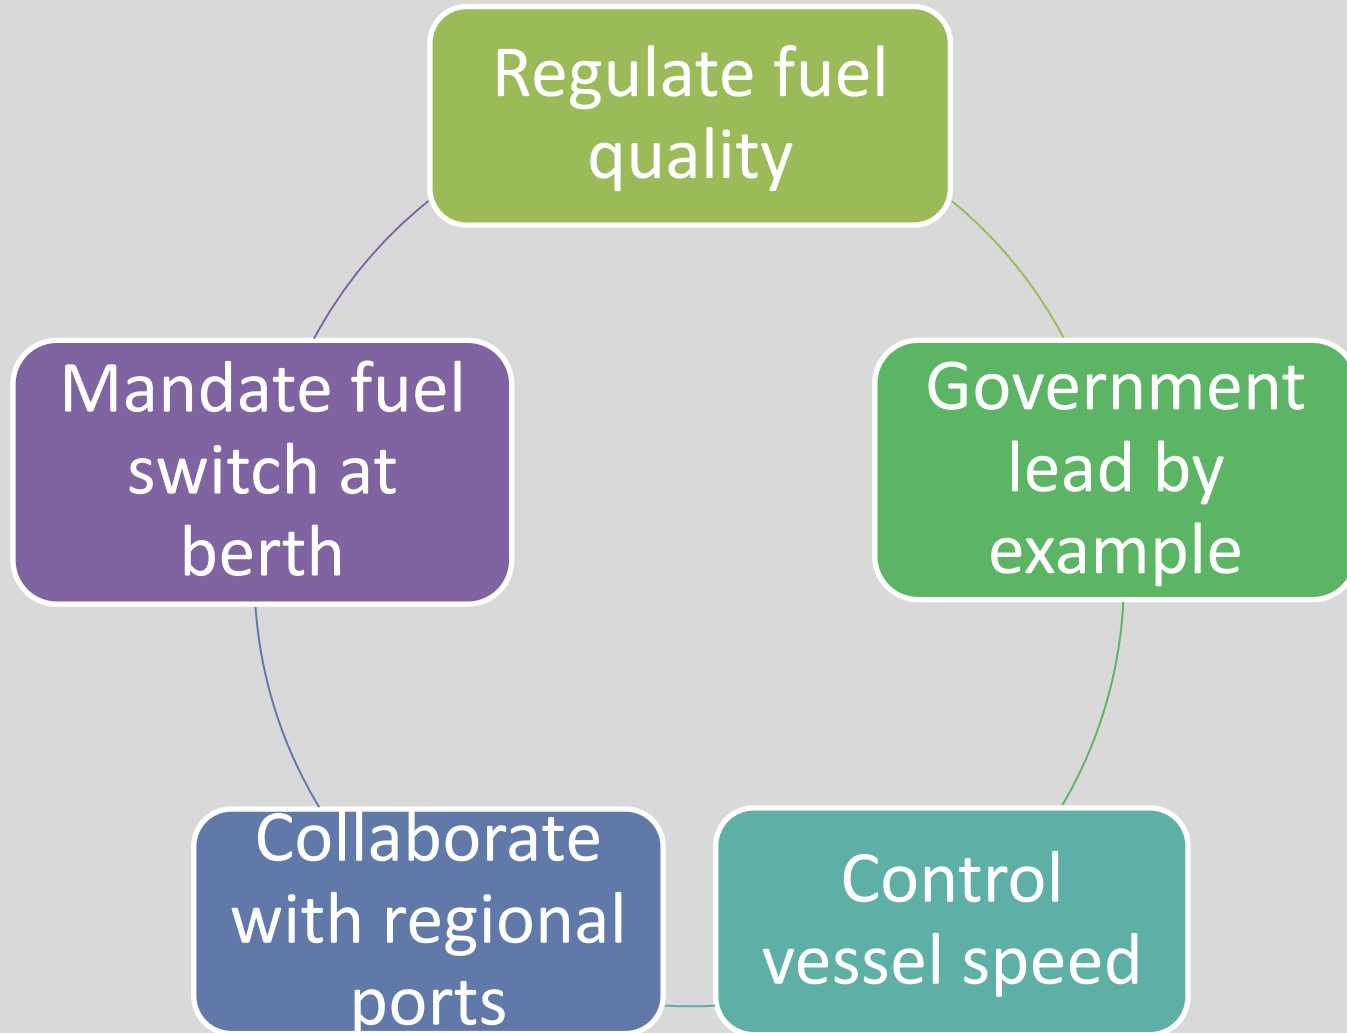 Regulate fuel
quality
Mandate fuel
switch at
berth
Government
lead by
example
Collaborate
with regional
ports
Control
vessel speed